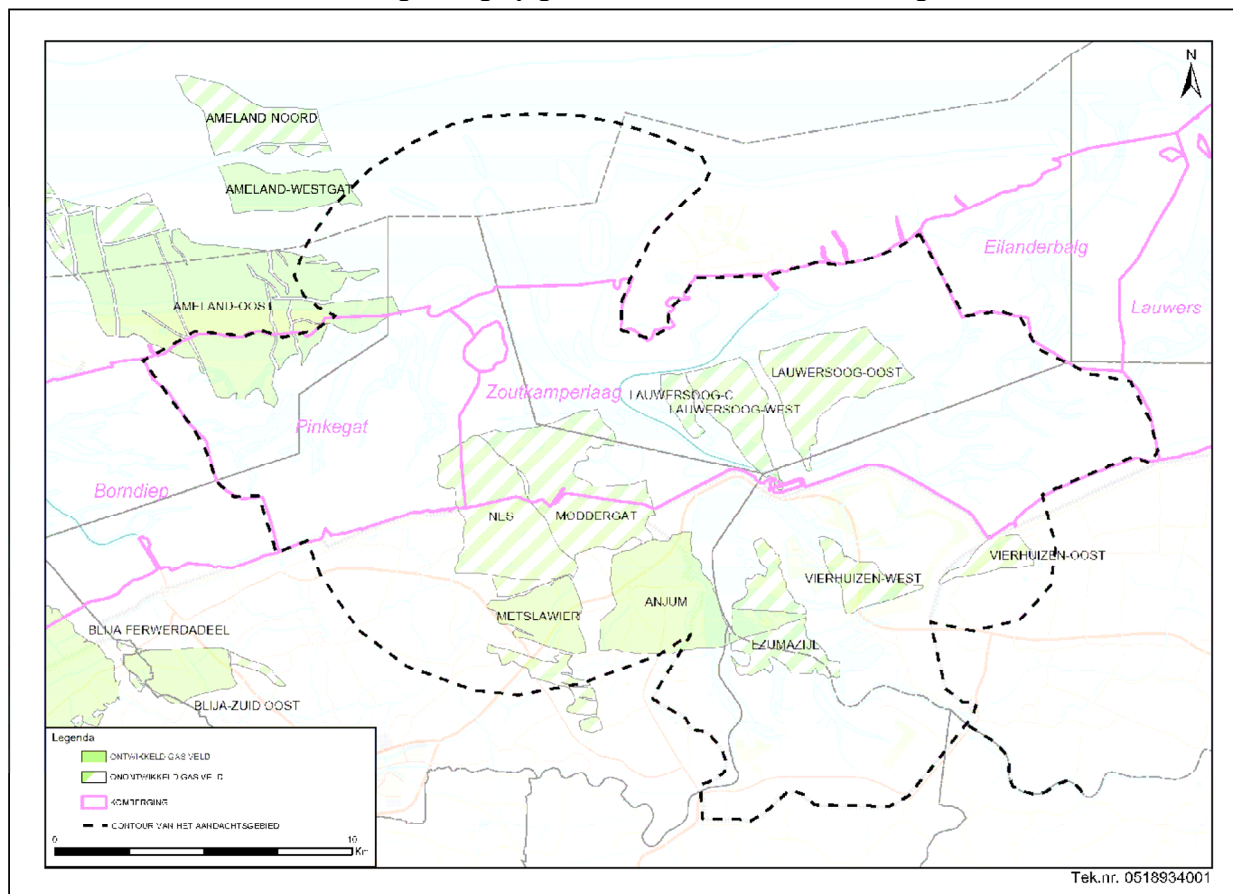 N
AMELAND NOORD
AMELAND-WESTGAT
Eilanderbalg
AMELAND-OOST
Lauwers
LAUWERSOOG-OOST
Zoutkamperlaag
LAUWERSOOG-C
LAUWERSOOG-WEST
Pinkegat
Borndiep
NES
MODDERGAT
VIERHUIZEN-OOST
VIERHUIZEN-WEST
METSLAWIER
ANJUM
BLIJA FERWERDADEEL
EZUMAZIJL
BLIJA-ZUID OOST
Legenda
ONTWIKKELD GAS VELD
ONONTWIKKELD GAS VELD
KOMBERGING
CONTOUR VAN HET AANDACHTSGEBIED
0 10
Km
Tek.nr. 0518934001